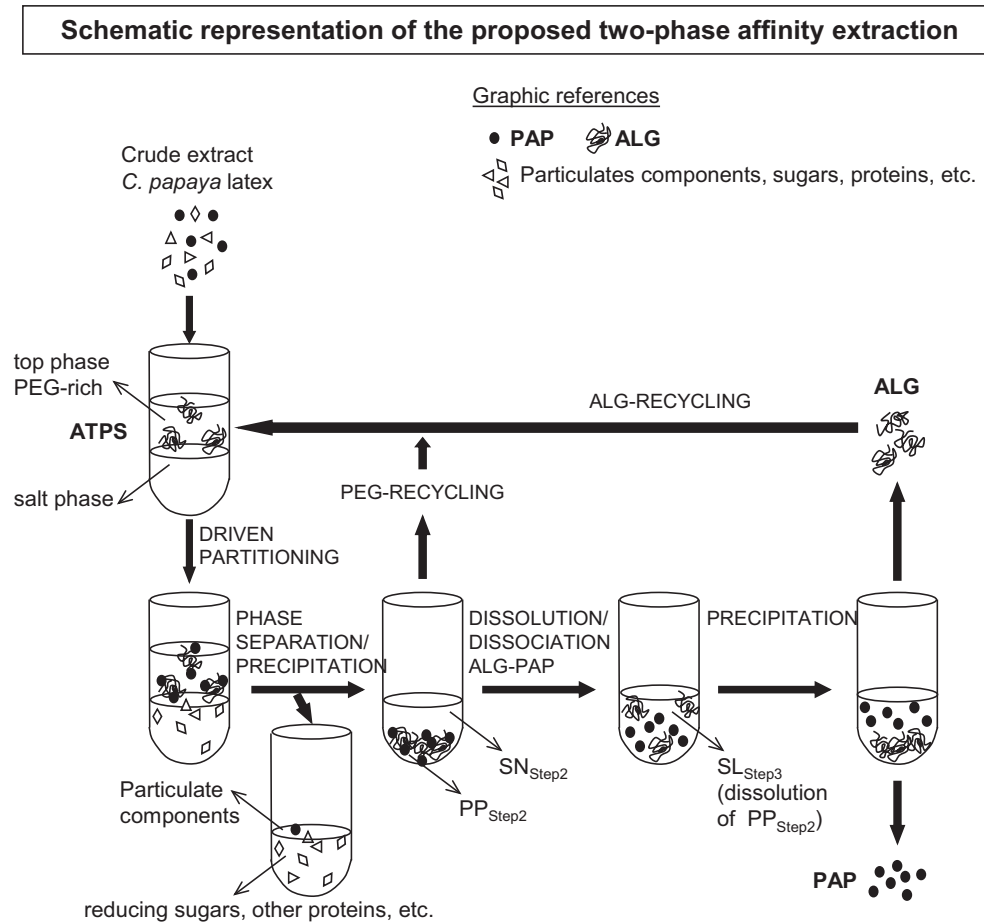 Schematic representation of the proposed two-phase affinity extraction
Graphic references
PAP ALG
Particulates components, sugars, proteins, etc.
Crude extract
C. papaya latex
top phase
PEG-rich
ATPS
salt phase
ALG-RECYCLING
ALG
PEG-RECYCLING
DRIVEN
PARTITIONING
PHASE
SEPARATION/
PRECIPITATION
DISSOLUTION/
DISSOCIATION
ALG-PAP
PRECIPITATION
SNStep2
PPStep2
SLStep3
(dissolution
of PPStep2)
Particulate
components
reducing sugars, other proteins, etc.
PAP